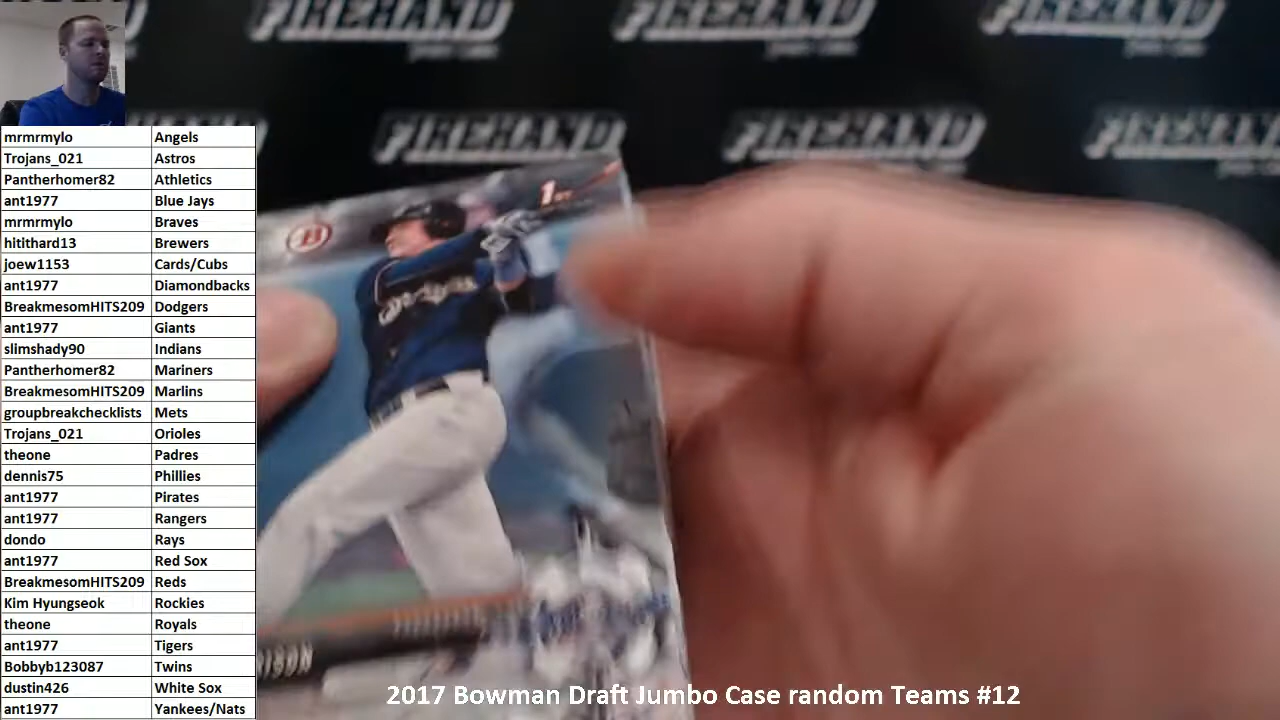 FIREHAND
FIREHAND
FIREHAND
FIREHAND
FIREHAND
FIREHAND
mrmrmylo Angels
Trojans_021 Astros
Pantherhomer82 Athletics
ant1977 Blue Jays
mrmrmylo Braves
hitithard13 Brewers
joew1153 Cards/Cubs
ant1977 Diamondbacks
BreakmesomHITS209 Dodgers
ant1977 Giants
slimshady90 Indians
Pantherhomer82 Mariners
BreakmesomHITS209 Marlins
groupbreakchecklists Mets
Trojans_021 Orioles
theone Padres
dennis75 Phillies
ant1977 Pirates
ant1977 Rangers
dondo Rays
ant1977 Red Sox
BreakmesomHITS209 Reds
Kim Hyungseok Rockies
theone Royals
ant1977 Tigers
Bobbyb123087 Twins
dustin426 White Sox
ant1977 Yankees/Nats
B
1
2017 Bowman Draft Jumbo Case random Teams #12